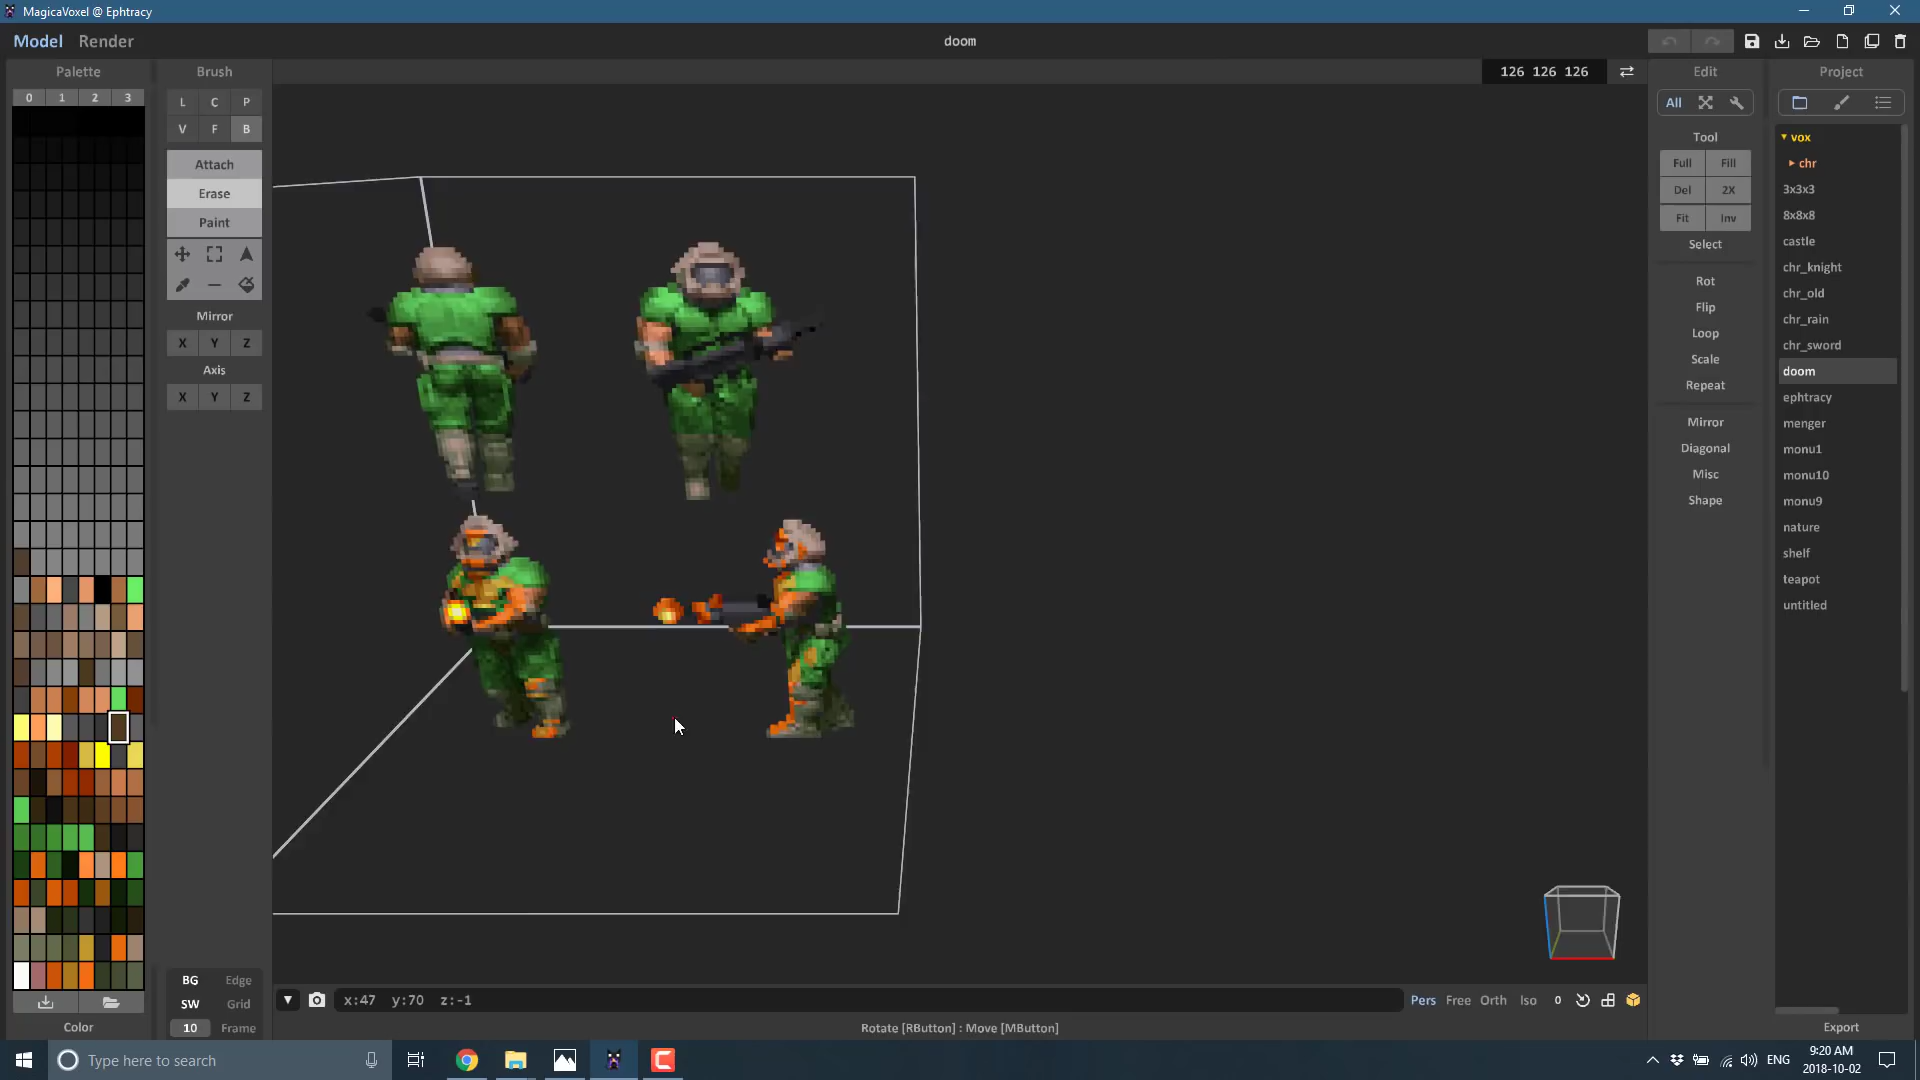 MagicaVoxel @ Ephtracy
Model Render
doom
Palette
0 1 2 3
Brush
L C P
V F B
Attach
Erase
Paint
Mirror
X Y Z
Axis
X Y Z
126 126 126
Edit
All
Tool
Full Fill
Del 2X
Fit Inv
Select
Rot
Flip
Loop
Scale
Repeat
Mirror
Diagonal
Misc
Shape
Project
vox
chr
3x3x3
8x8x8
castle
chr_knight
chr_old
chr_rain
chr_sword
doom
ephtracy
menger
monu1
monu10
monu9
nature
shelf
teapot
untitled
Export
BG Edge
SW Grid
10 Frame
Color
x:47 y:70 z:-1
Pers Free Orth Iso 0
Rotate [RButton] : Move [MButton]
Type here to search
ENG
9:20 AM
2018-10-02